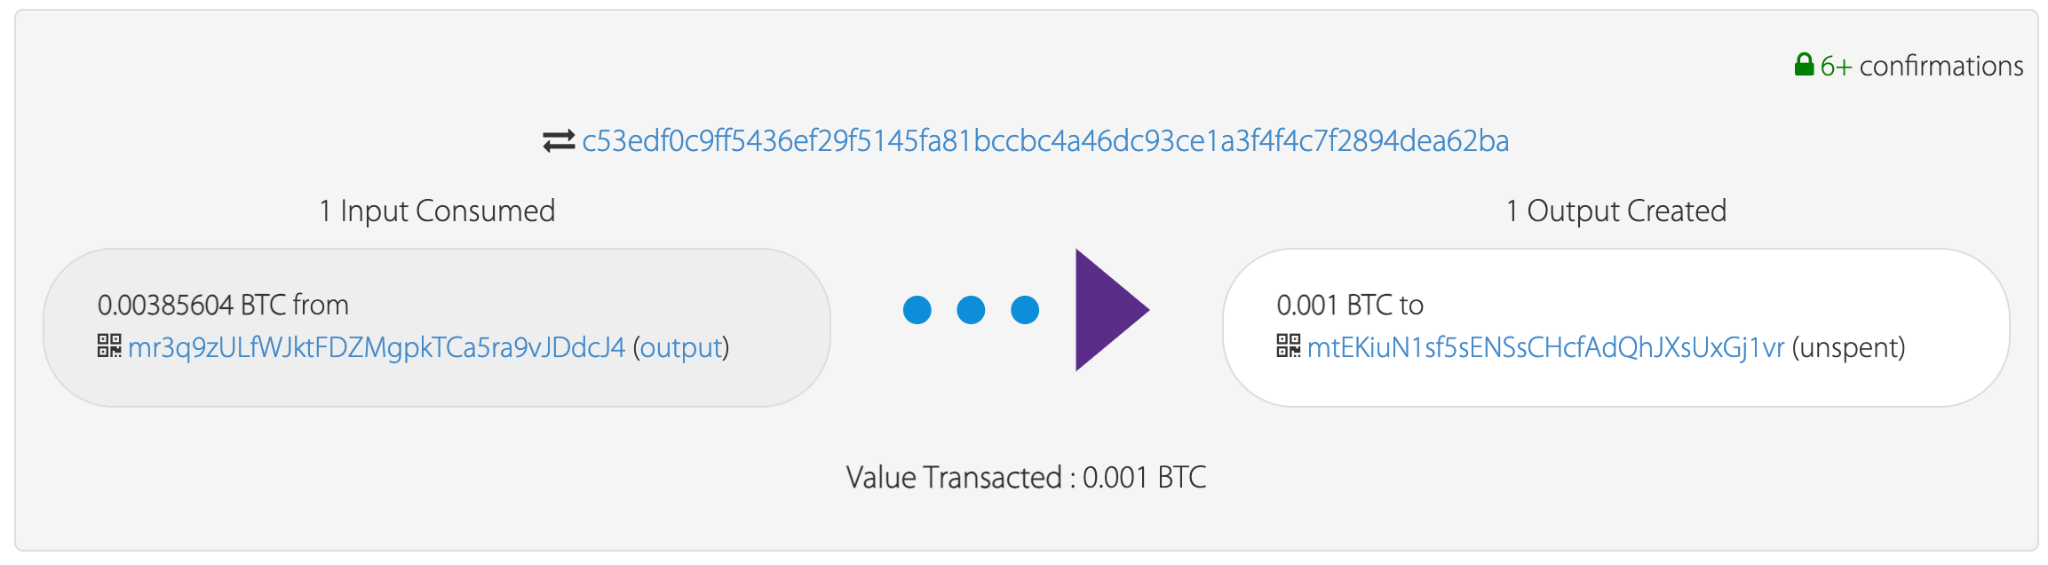 6+ confirmations
c53edf0c9ff5436ef29f5145fa81bccbc4a46dc93ce1a3f4f4c7f2894dea62ba
1 Input Consumed
1 Output Created
0.00385604 BTC from
mr3q9zULfWJktFDZMgpkTCa5ra9vJDdcJ4 (output)
0.001 BTC to
mtEKiuN1sf5sENSsCHcfAdQhJXsUxGj1vr (unspent)
Value Transacted : 0.001 BTC